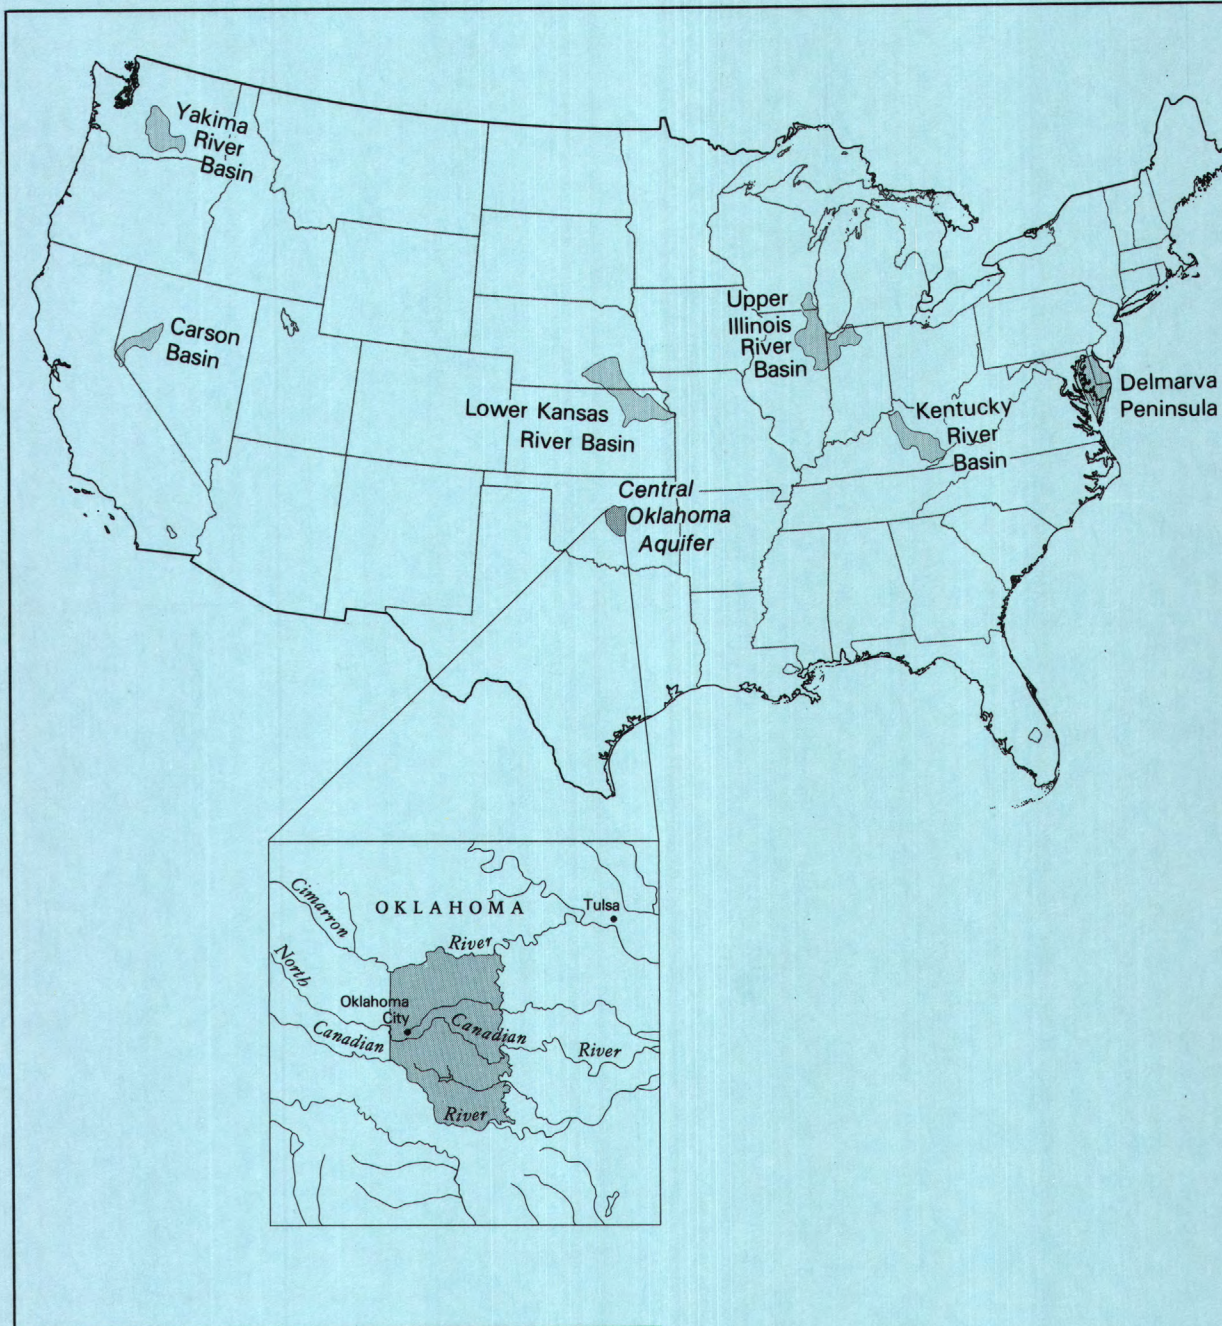 Yakima
River
Basin
Carson
Basin
Upper
Illinois
River
Basin
Lower Kansas
River Basin
Kentucky
River
Basin
Delmarva
Peninsula
Central
Oklahoma
Aquifer
OKLAHOMA
Tulsa
Cimarron
River
North
Oklahoma
City
Canadian
Canadian
River
River